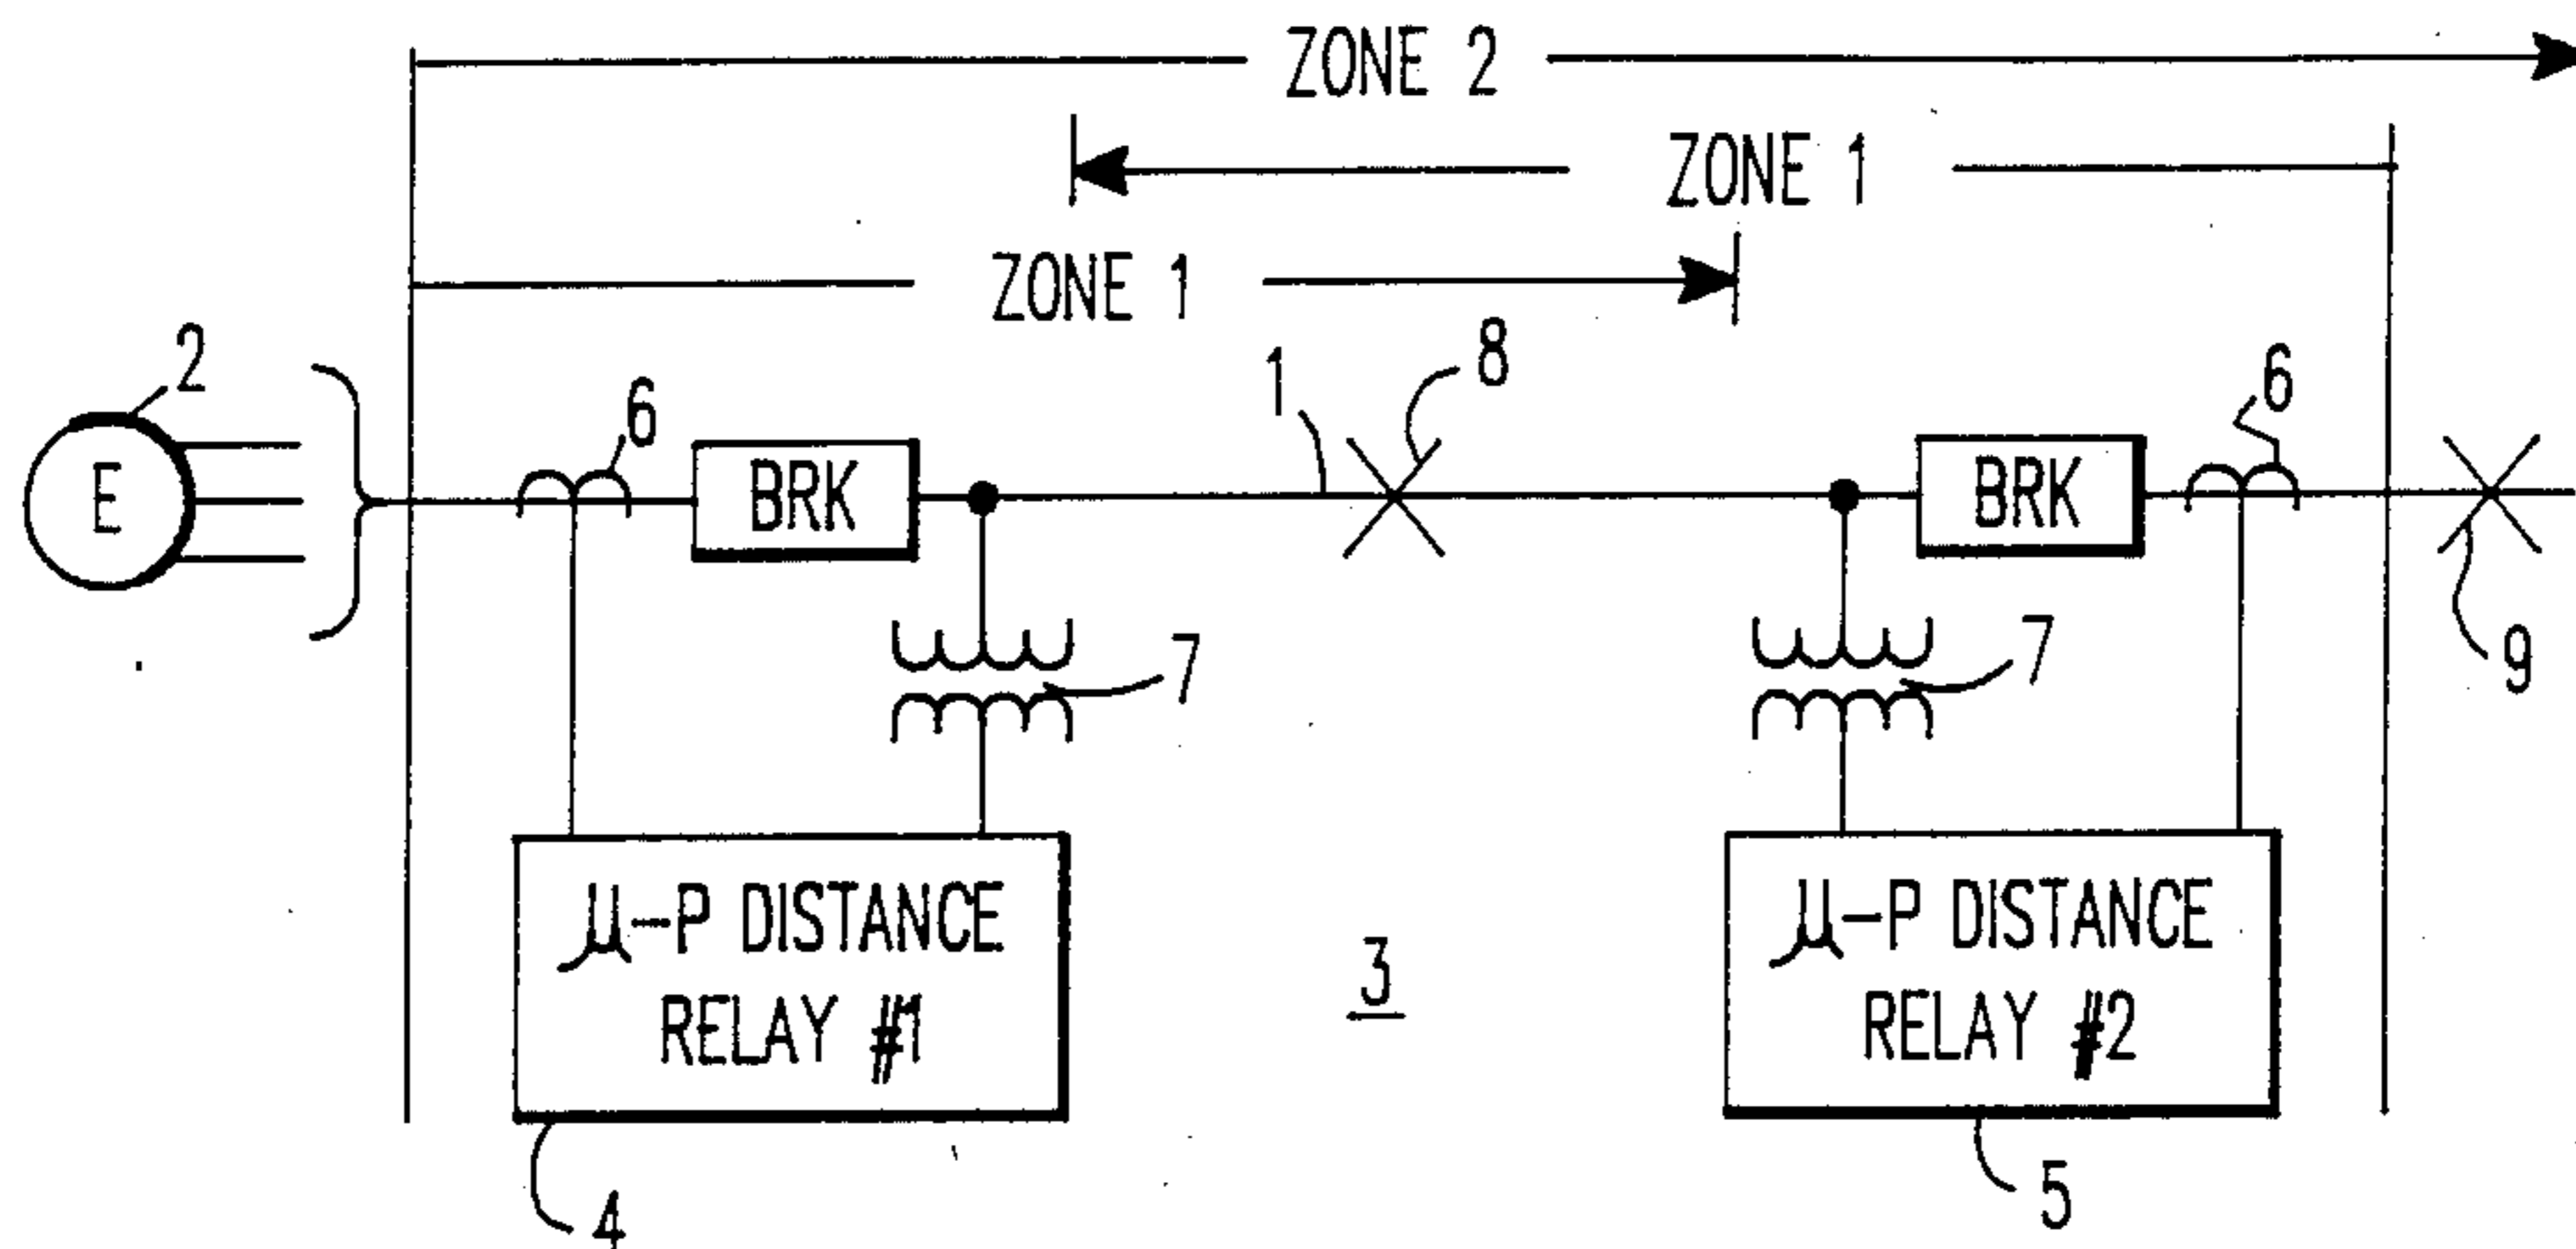 ZONE 2
ZONE 1
ZONE 1
2
6
1
8
6
E
BRK
BRK
7
7
9
µ-P DISTANCE
RELAY #1
3
µ-P DISTANCE
RELAY #2
4
5